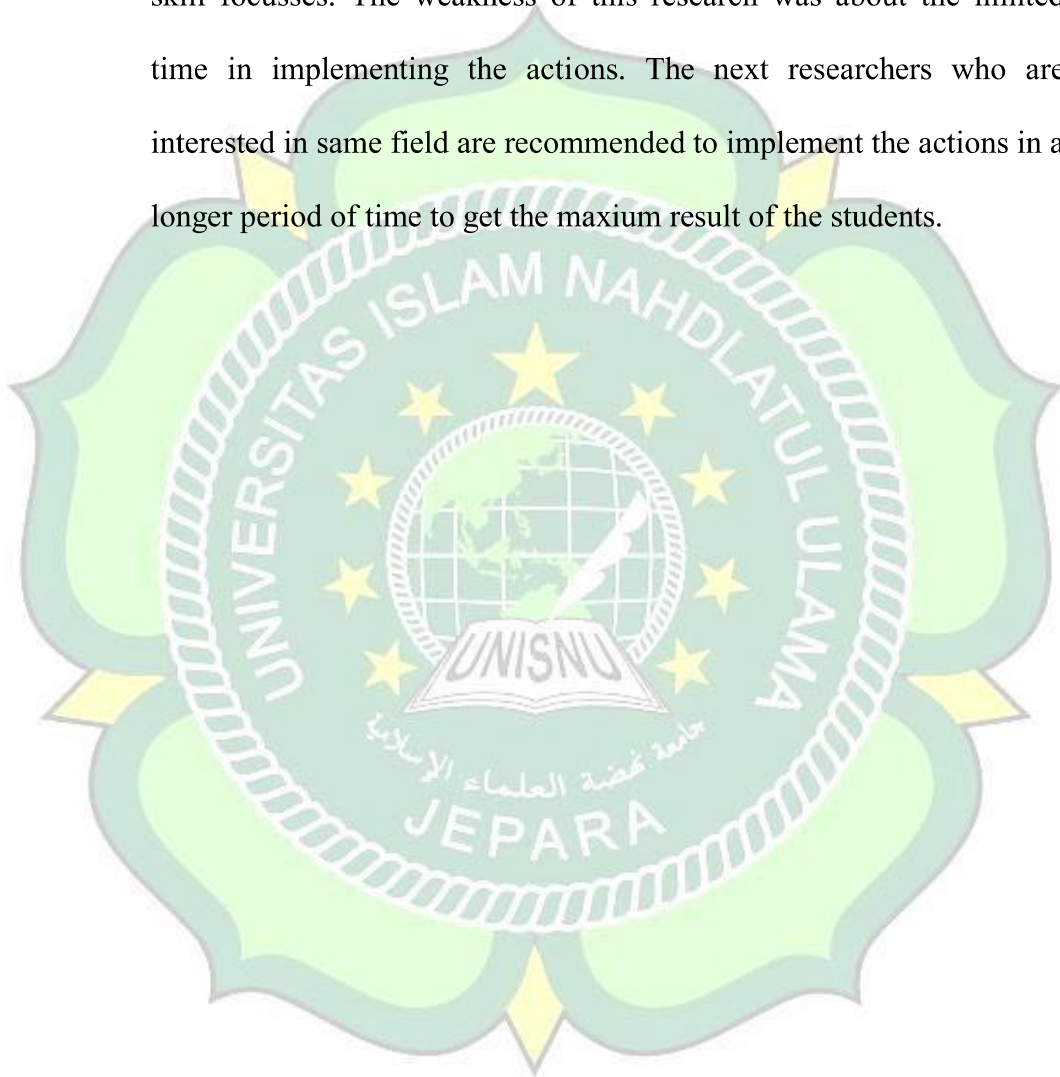 skill focusses. The weakness of this research was about the limited
time in implementing the actions. The next researchers who are
interested in same field are recommended to implement the actions in a
longer period of time to get the maxium result of the students.
UNIVERSITAS ISLAM NAHDLATUL ULAMA
UNISNU
جامعة نهضة العلماء الإسلامية
JEPARA